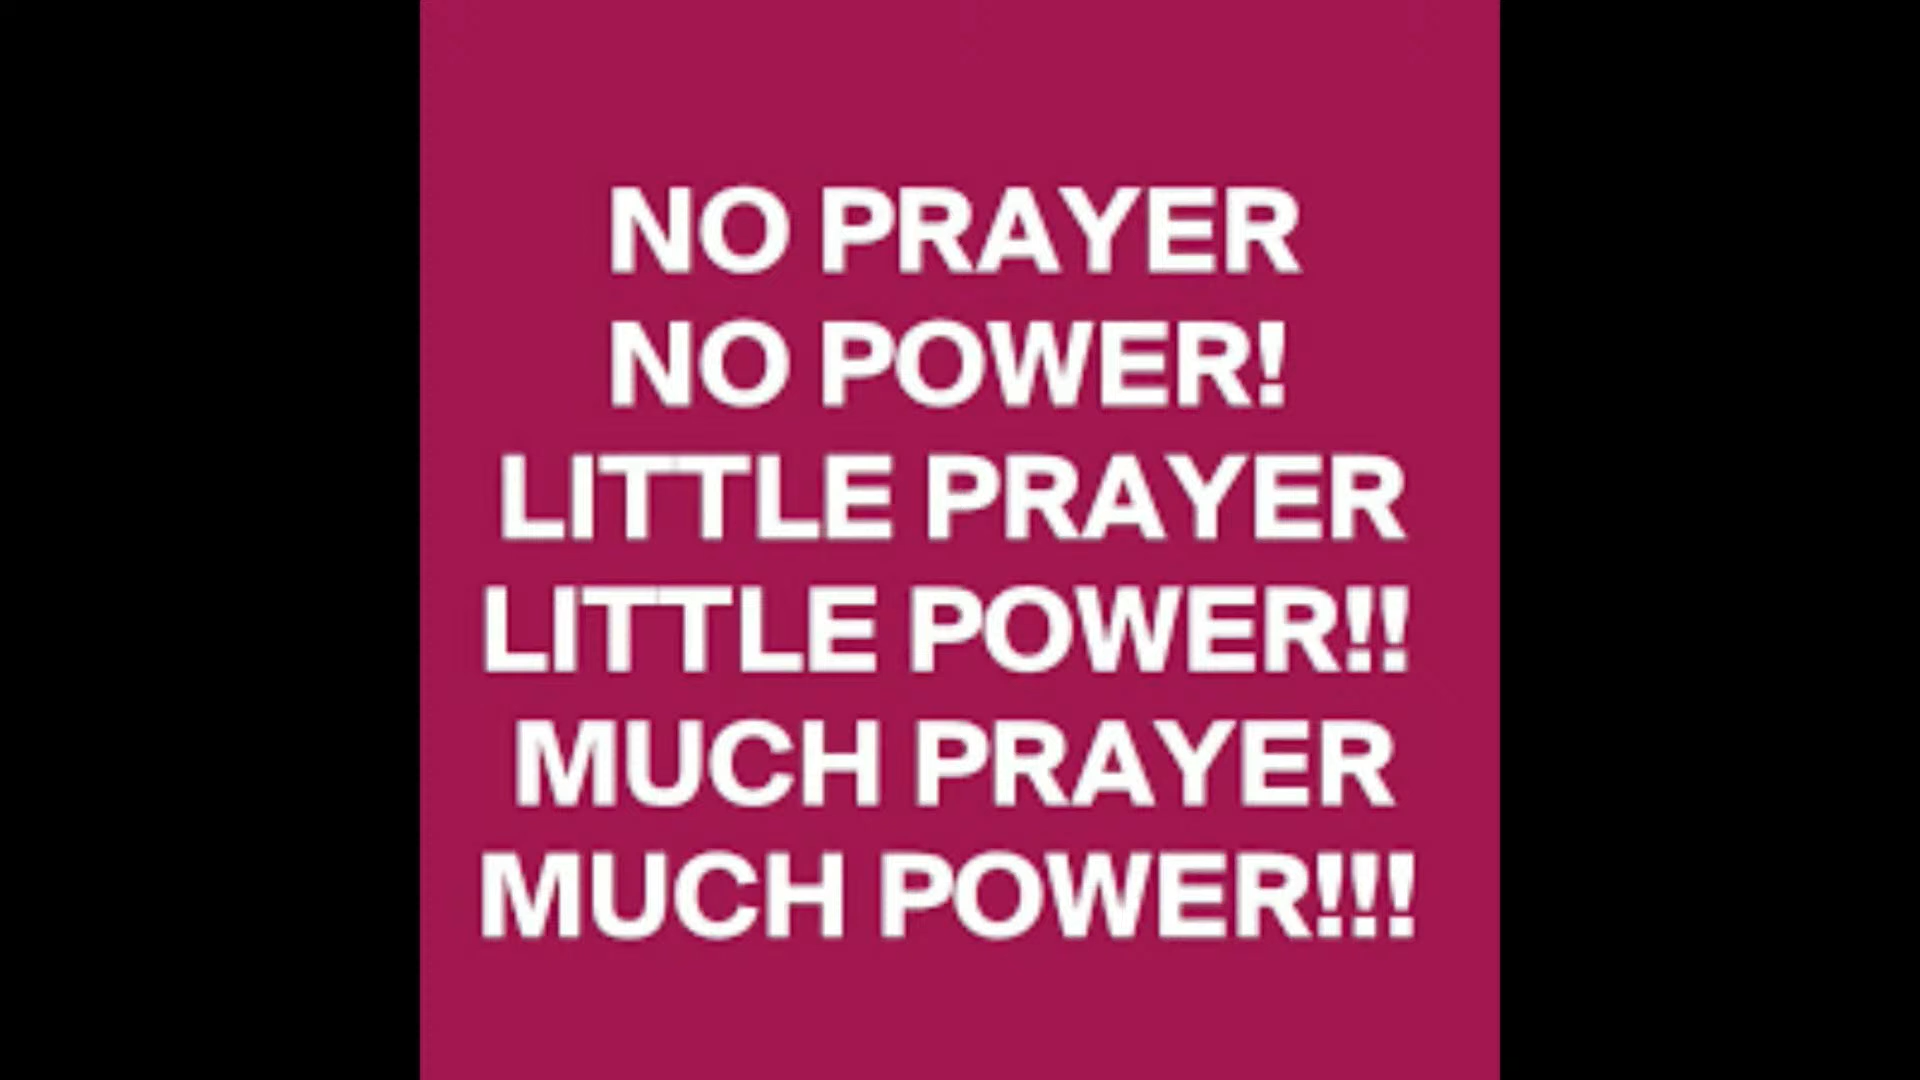 NO PRAYER
NO POWER!
LITTLE PRAYER
LITTLE POWER!!
MUCH PRAYER
MUCH POWER!!!